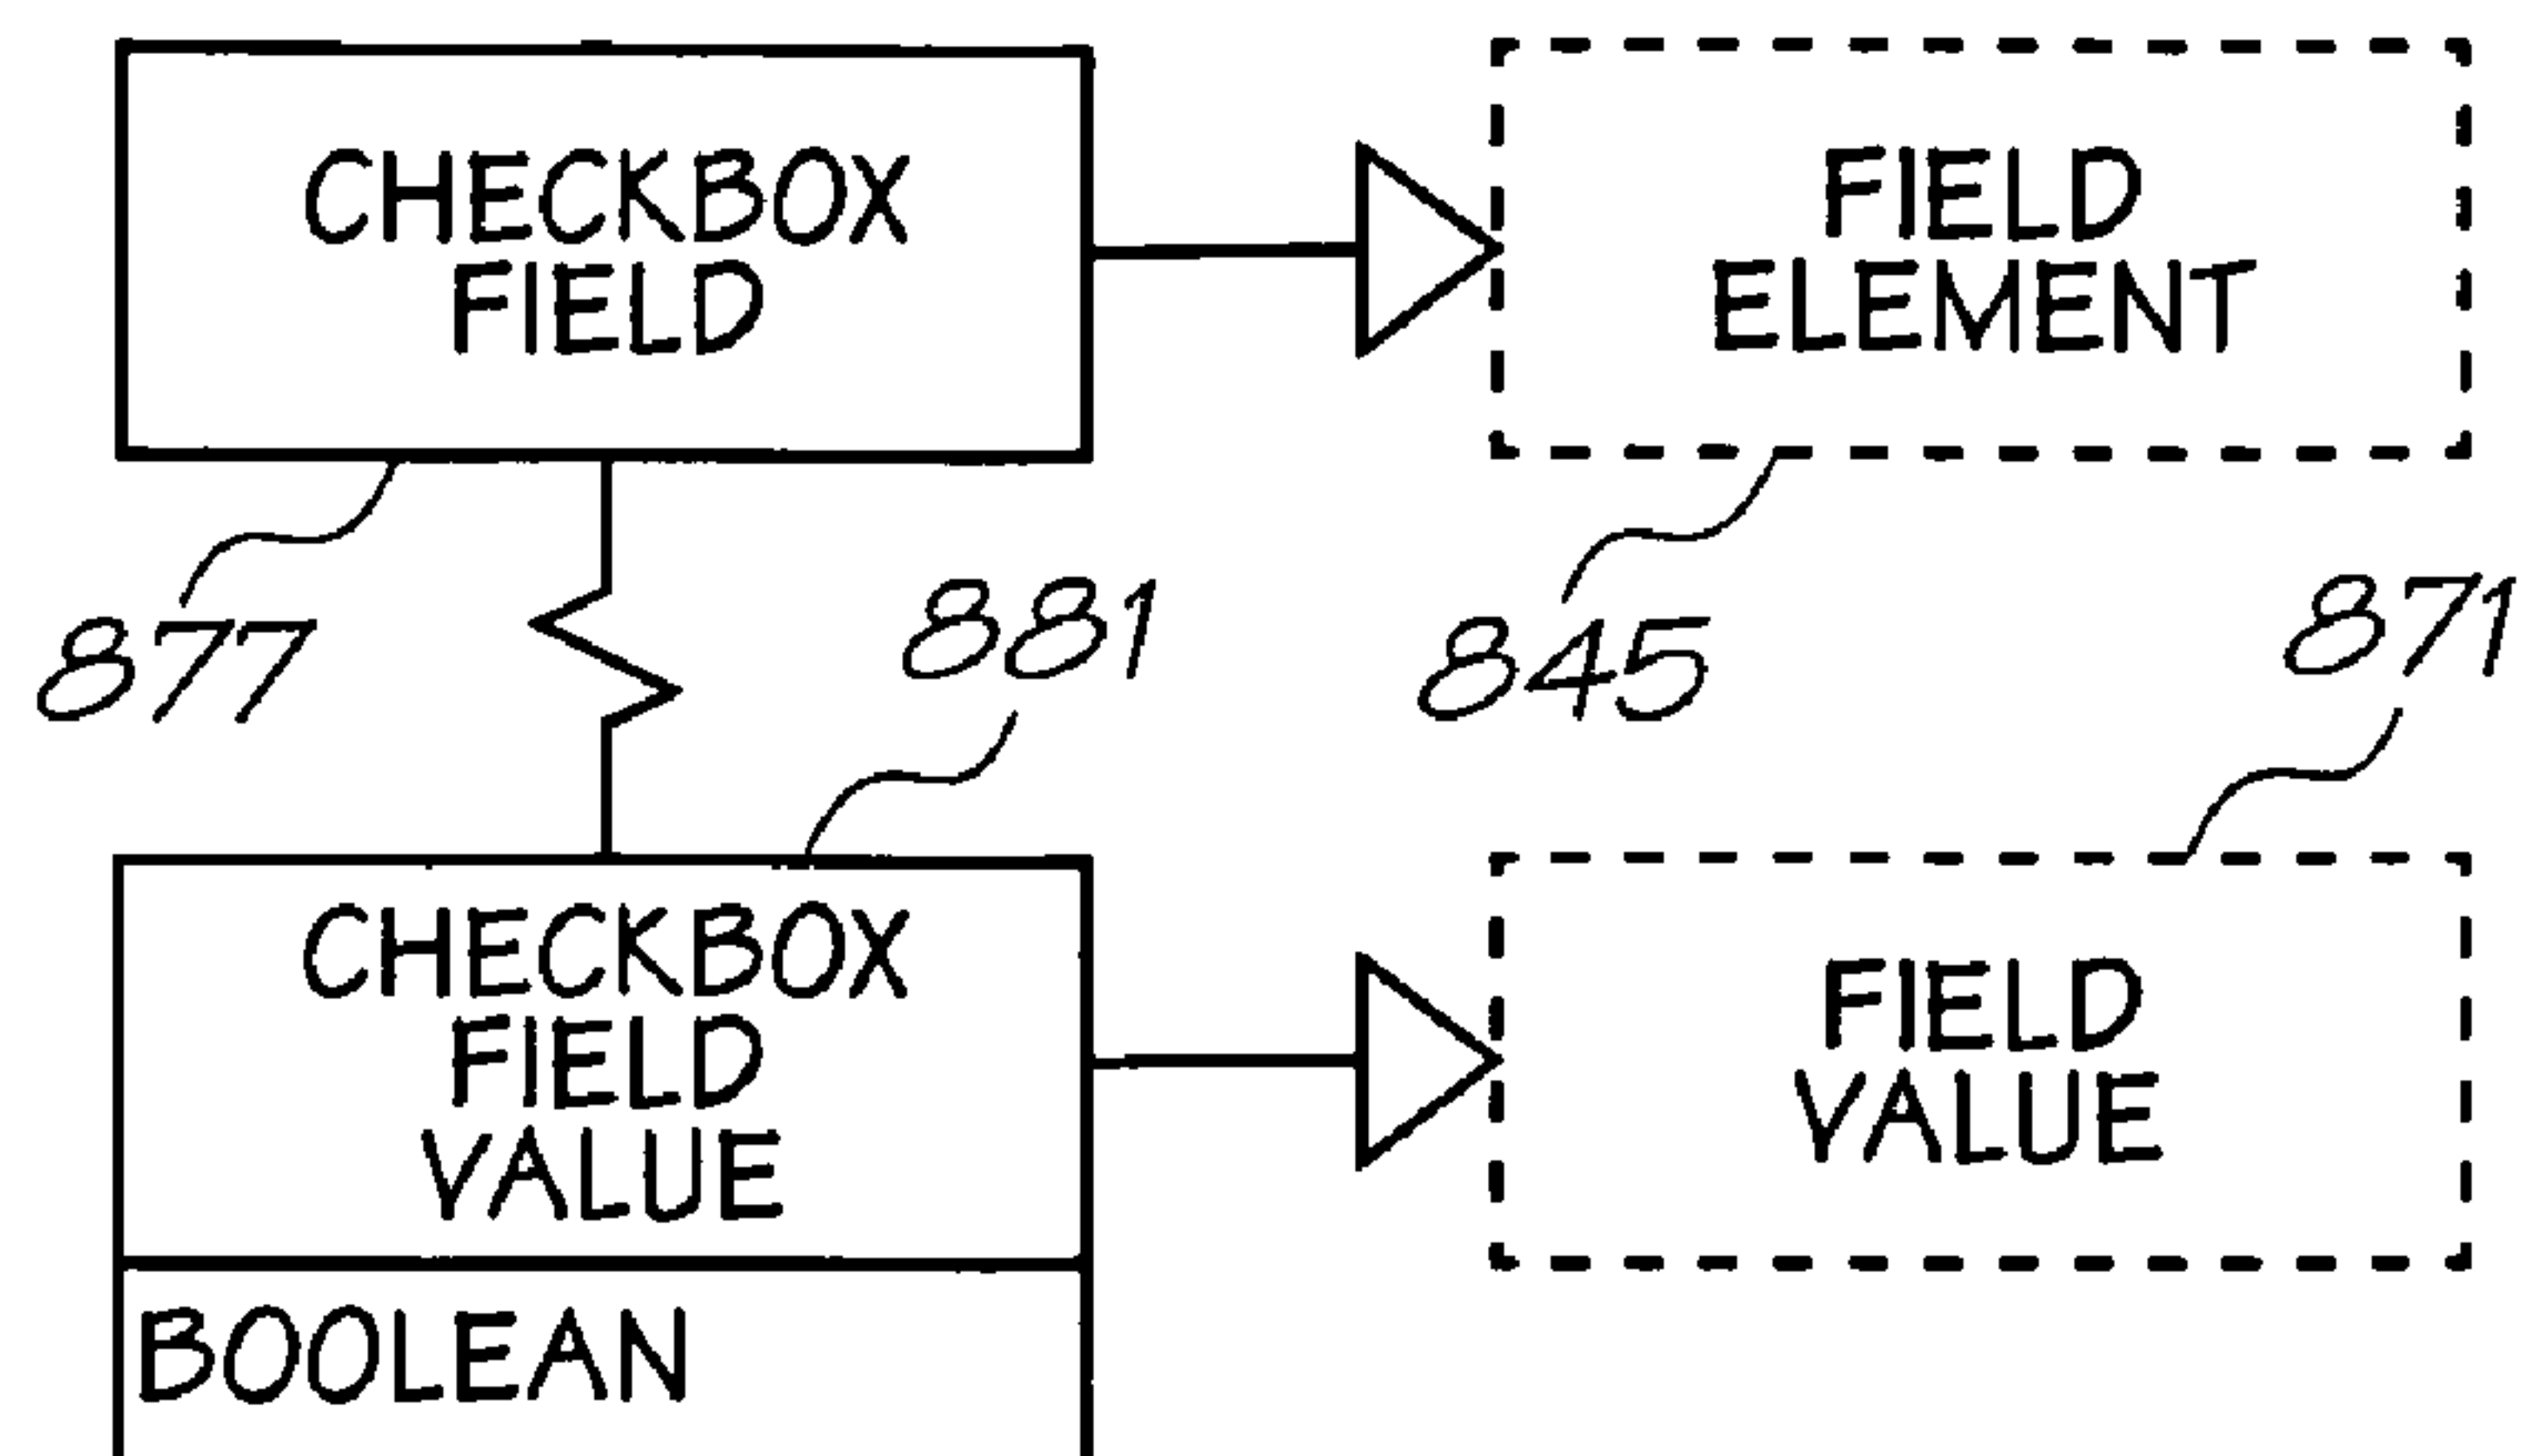 CHECKBOX
FIELD
FIELD
ELEMENT
877
881
845
871
CHECKBOX
FIELD
VALUE
FIELD
VALUE
BOOLEAN